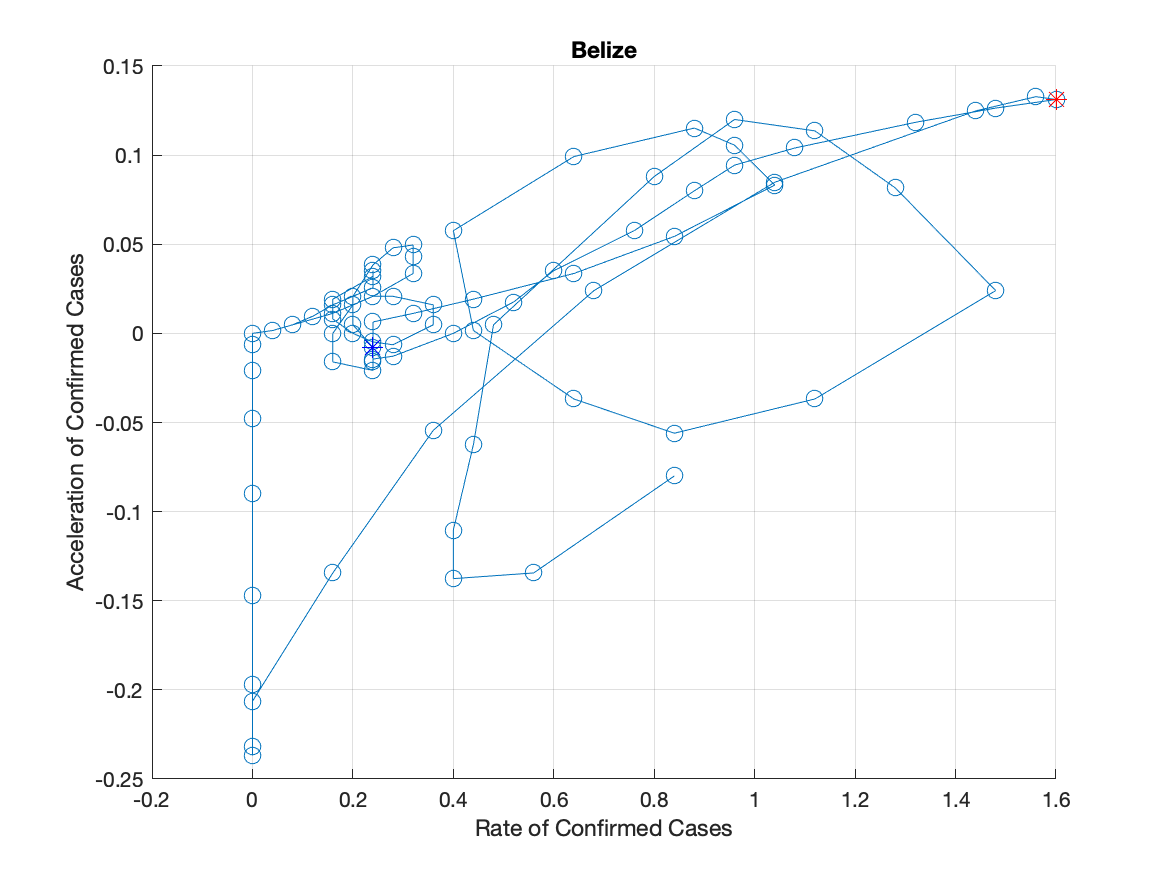 Belize
0.15
0.1
0.05
0
-0.05
-0.1
-0.15
-0.2
-0.25
Acceleration of Confirmed Cases
-0.2 0 0.2 0.4 0.6 0.8 1 1.2 1.4 1.6
Rate of Confirmed Cases